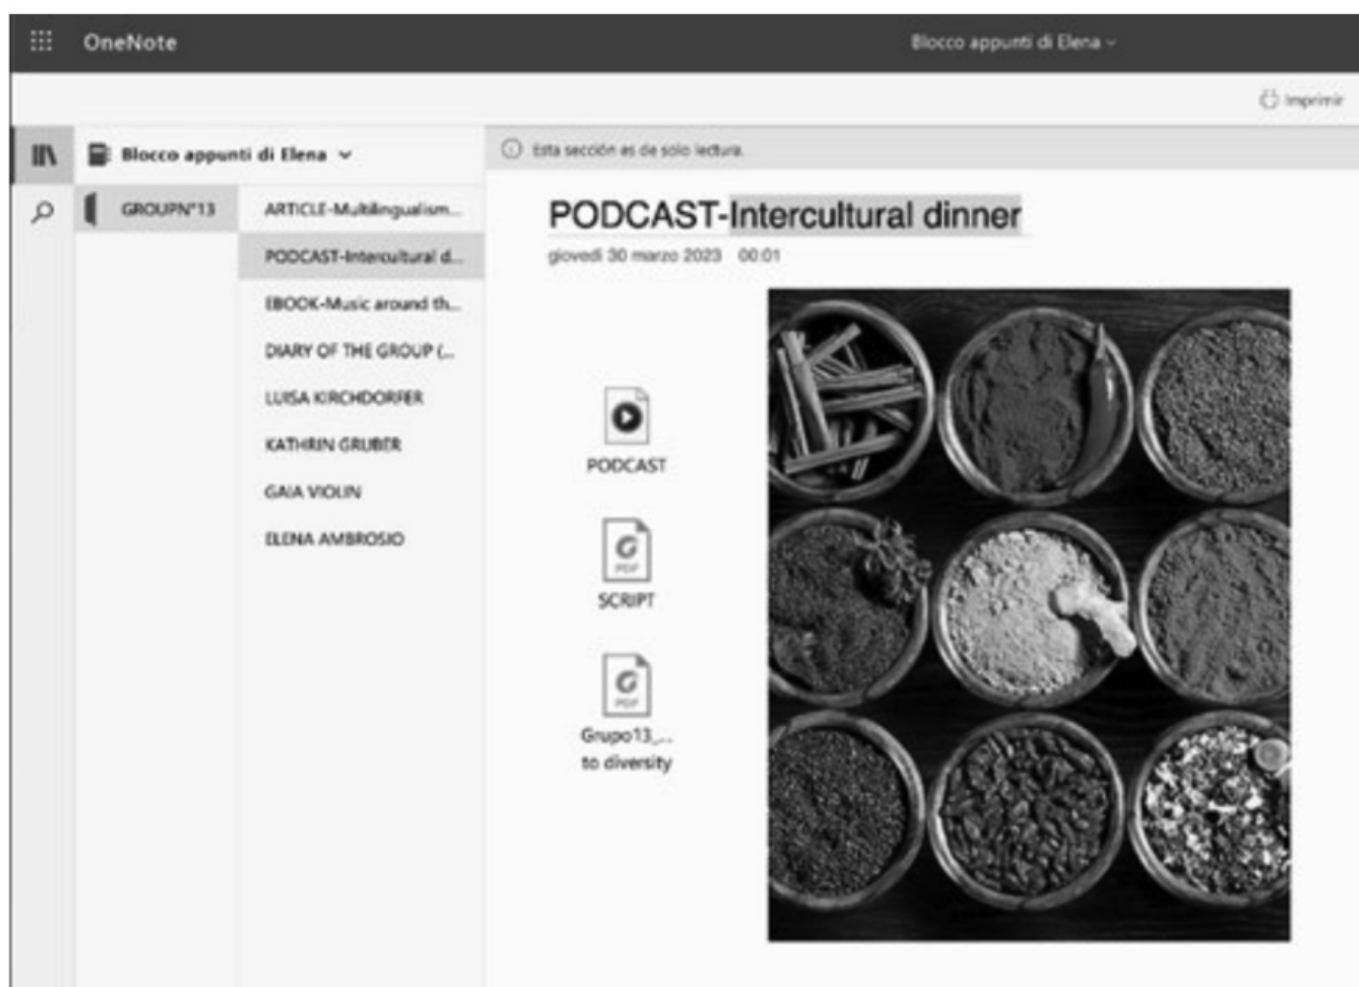 OneNote
Blocco appunti di Elena
Imprimir
Blocco appunti di Elena
Esta sección es de solo lectura.
GROUPN°13
ARTICLE-Multilingualism...
PODCAST-Intercultural d...
EBOOK-Music around th...
DIARY OF THE GROUP (...
LUISA KIRCHDORFER
KATHRIN GRUBER
GAIA VIOLIN
ELENA AMBROSIO
PODCAST-Intercultural dinner
giovedì 30 marzo 2023 00:01
PODCAST
PDF
SCRIPT
PDF
Grupo13_...
to diversity